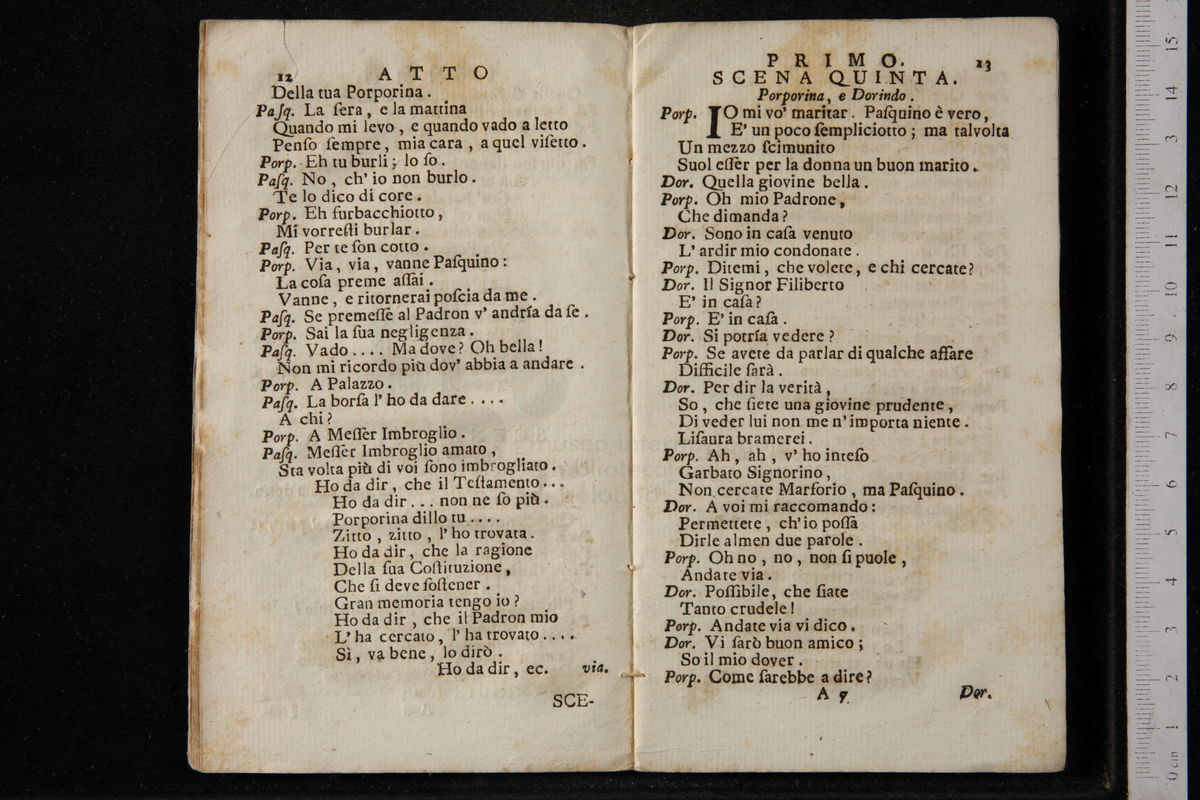 12 ATTO
Della tua Porporina.
Paſq. La ſera, e la mattina
Quando mi levo, e quando vado a letto
Penſo ſempre, mia cara, a quel viſetto.
Porp. Eh tu burli; lo ſo.
Paſq. No, ch' io non burlo.
Te lo dico di core.
Porp. Eh furbacchiotto,
Mi vorreſti burlar.
Paſq. Per te ſon cotto.
Porp. Via, via, vanne Paſquino:
La coſa preme aſſai.
Vanne, e ritornerai poſcia da me.
Paſq. Se premeſſe al Padron v' andría da ſe.
Porp. Sai la ſua negligenza.
Paſq. Vado.... Ma dove? Oh bella!
Non mi ricordo più dov' abbia a andare.
Porp. A Palazzo.
Paſq. La borſa l' ho da dare....
A chi?
Porp. A Meſſer Imbroglio.
Paſq. Meſſer Imbroglio amato,
Sta volta più di voi ſono imbrogliato.
Ho da dir, che il Teſtamento...
Ho da dir... non ne ſo più.
Porporina dillo tu....
Zitto, zitto, l' ho trovata.
Ho da dir, che la ragione
Della ſua Coſtituzione,
Che ſi deve ſoſtener.
Gran memoria tengo io?
Ho da dir, che il Padron mio
L' ha cercato, l' ha trovato....
Sì, va bene, lo dirò.
Ho da dir, ec. via.
SCE-
PRIMO. 13
SCENA QUINTA.
Porporina, e Dorindo.
Porp. IO mi vo' maritar. Paſquino è vero,
E' un poco ſempliciotto; ma talvolta
Un mezzo ſcimunito
Suol eſſer per la donna un buon marito.
Dor. Quella giovine bella.
Porp. Oh mio Padrone,
Che dimanda?
Dor. Sono in caſa venuto
L' ardir mio condonate.
Porp. Ditemi, che volete, e chi cercate?
Dor. Il Signor Filiberto
E' in caſa?
Porp. E' in caſa.
Dor. Si potría vedere?
Porp. Se avete da parlar di qualche affare
Difficile ſarà.
Dor. Per dir la verità,
So, che ſiete una giovine prudente,
Di veder lui non me n' importa niente.
Liſaura bramerei.
Porp. Ah, ah, v' ho inteſo
Garbato Signorino,
Non cercate Marforio, ma Paſquino.
Dor. A voi mi raccomando:
Permettete, ch' io poſſa
Dirle almen due parole.
Porp. Oh no, no, non ſi puole,
Andate via.
Dor. Poſſibile, che ſiate
Tanto crudele!
Porp. Andate via vi dico.
Dor. Vi ſarò buon amico;
So il mio dover.
Porp. Come ſarebbe a dire?
A 7 Dor.